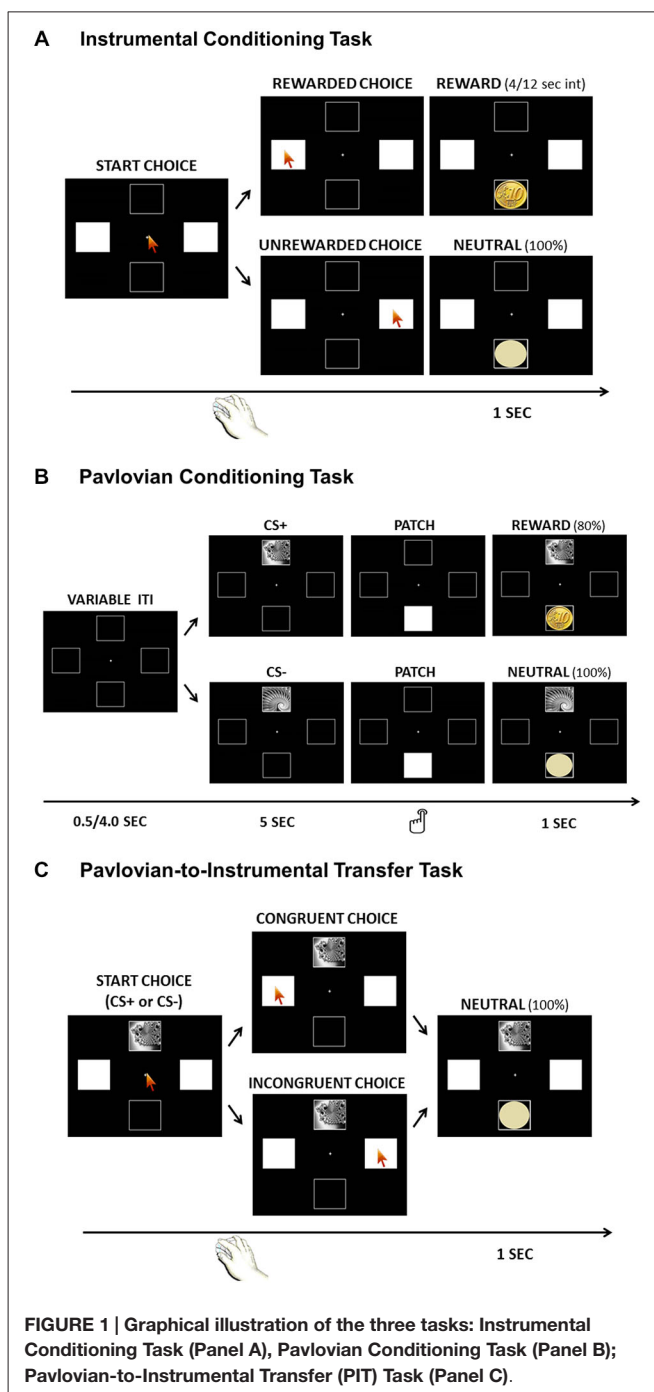 A Instrumental Conditioning Task
REWARDED CHOICE REWARD (4/12 sec int)
START CHOICE
10
UNREWARDED CHOICE NEUTRAL (100%)
1 SEC
B Pavlovian Conditioning Task
CS+ PATCH REWARD (80%)
VARIABLE ITI
10
CS- PATCH NEUTRAL (100%)
0.5/4.0 SEC 5 SEC 1 SEC
C Pavlovian-to-Instrumental Transfer Task
CONGRUENT CHOICE
START CHOICE
(CS+ or CS-)
NEUTRAL (100%)
INCONGRUENT CHOICE
1 SEC
FIGURE 1 | Graphical illustration of the three tasks: Instrumental
Conditioning Task (Panel A), Pavlovian Conditioning Task (Panel B);
Pavlovian-to-Instrumental Transfer (PIT) Task (Panel C).